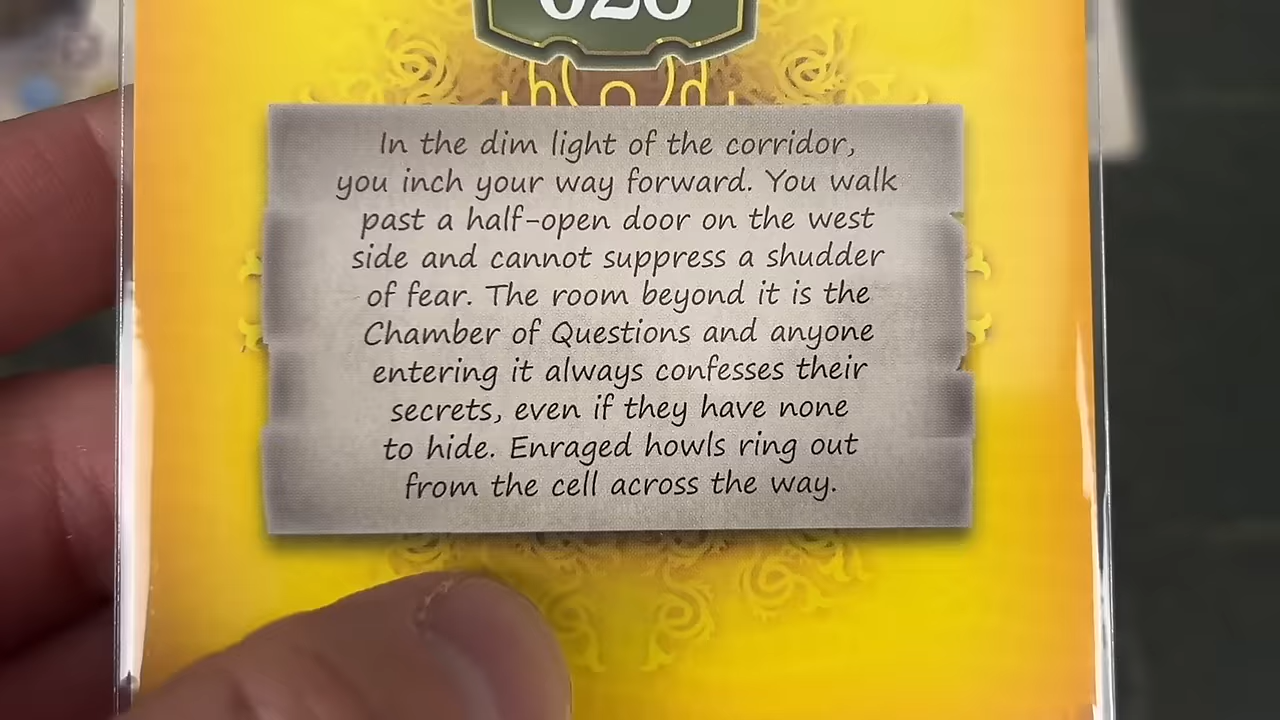 In the dim light of the corridor,
you inch your way forward. You walk
past a half-open door on the west
side and cannot suppress a shudder
of fear. The room beyond it is the
Chamber of Questions and anyone
entering it always confesses their
secrets, even if they have none
to hide. Enraged howls ring out
from the cell across the way.